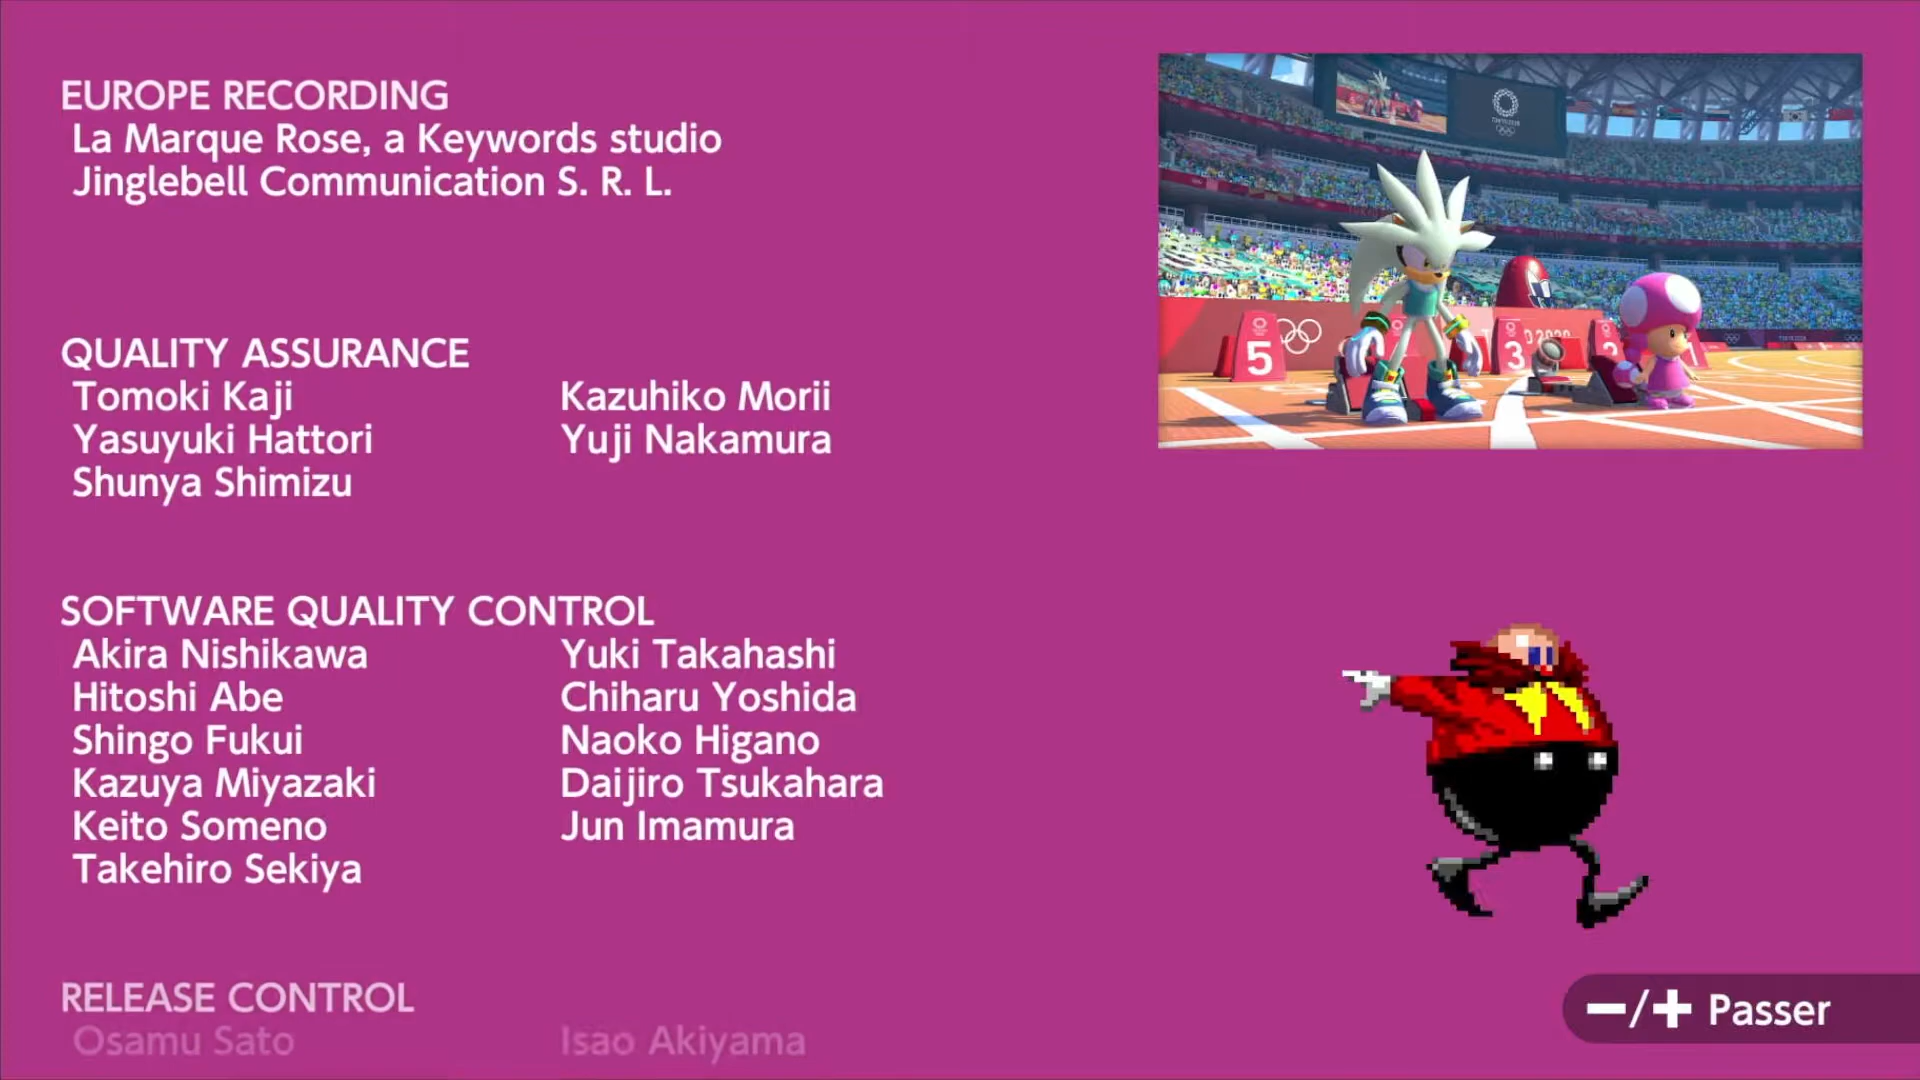 EUROPE RECORDING
La Marque Rose, a Keywords studio
Jinglebell Communication S. R. L.
QUALITY ASSURANCE
Tomoki Kaji
Kazuhiko Morii
Yasuyuki Hattori
Yuji Nakamura
Shunya Shimizu
SOFTWARE QUALITY CONTROL
Akira Nishikawa
Yuki Takahashi
Hitoshi Abe
Chiharu Yoshida
Shingo Fukui
Naoko Higano
Kazuya Miyazaki
Daijiro Tsukahara
Keito Someno
Jun Imamura
Takehiro Sekiya
RELEASE CONTROL
Osamu Sato
Isao Akiyama
5
3
2
−/+ Passer